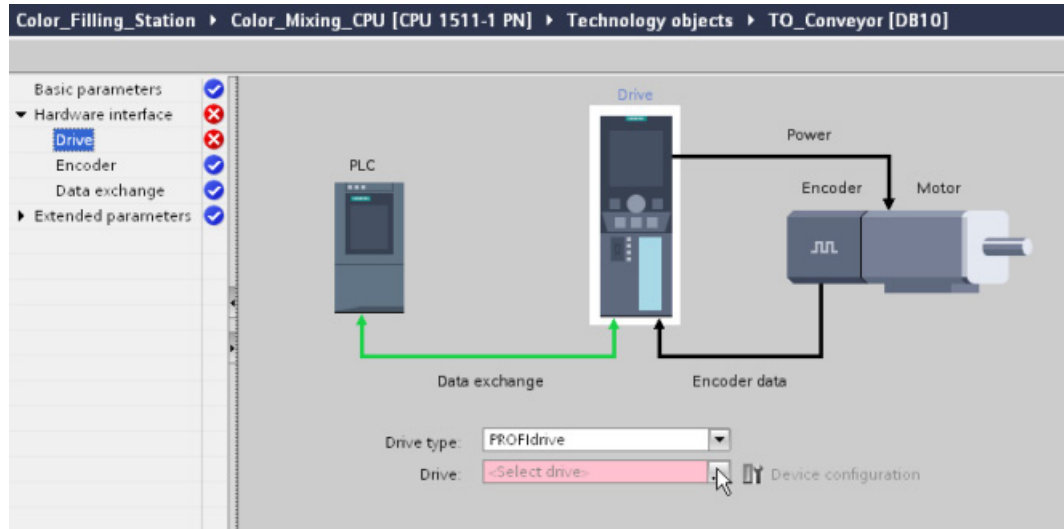 Color_Filling_Station ▸ Color_Mixing_CPU [CPU 1511-1 PN] ▸ Technology objects ▸ TO_Conveyor [DB10]
Basic parameters
Hardware interface
Drive
Encoder
Data exchange
Extended parameters
Drive
Power
PLC
Encoder
Motor
Data exchange
Encoder data
Drive type: PROFIdrive
Drive: <Select drive> Device configuration